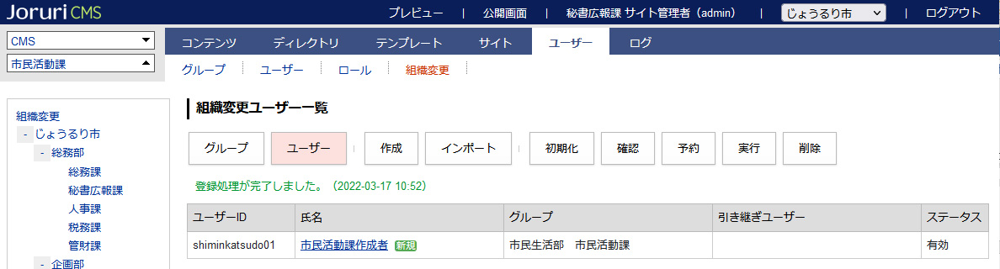 Joruri CMS プレビュー | 公開画面 | 秘書広報課 サイト管理者（admin） | じょうるり市 | ログアウト
CMS コンテンツ ディレクトリ テンプレート サイト ユーザー ログ
市民活動課 グループ ユーザー ロール 組織変更
組織変更ユーザー一覧
グループ ユーザー 作成 インポート 初期化 確認 予約 実行 削除
登録処理が完了しました。（2022-03-17 10:52）
ユーザーID 氏名 グループ 引き継ぎユーザー ステータス
shiminkatsudo01 市民活動課作成者 新規 市民生活部　市民活動課 有効
組織変更
- じょうるり市
- 総務部
総務課
秘書広報課
人事課
税務課
管財課
- 企画部